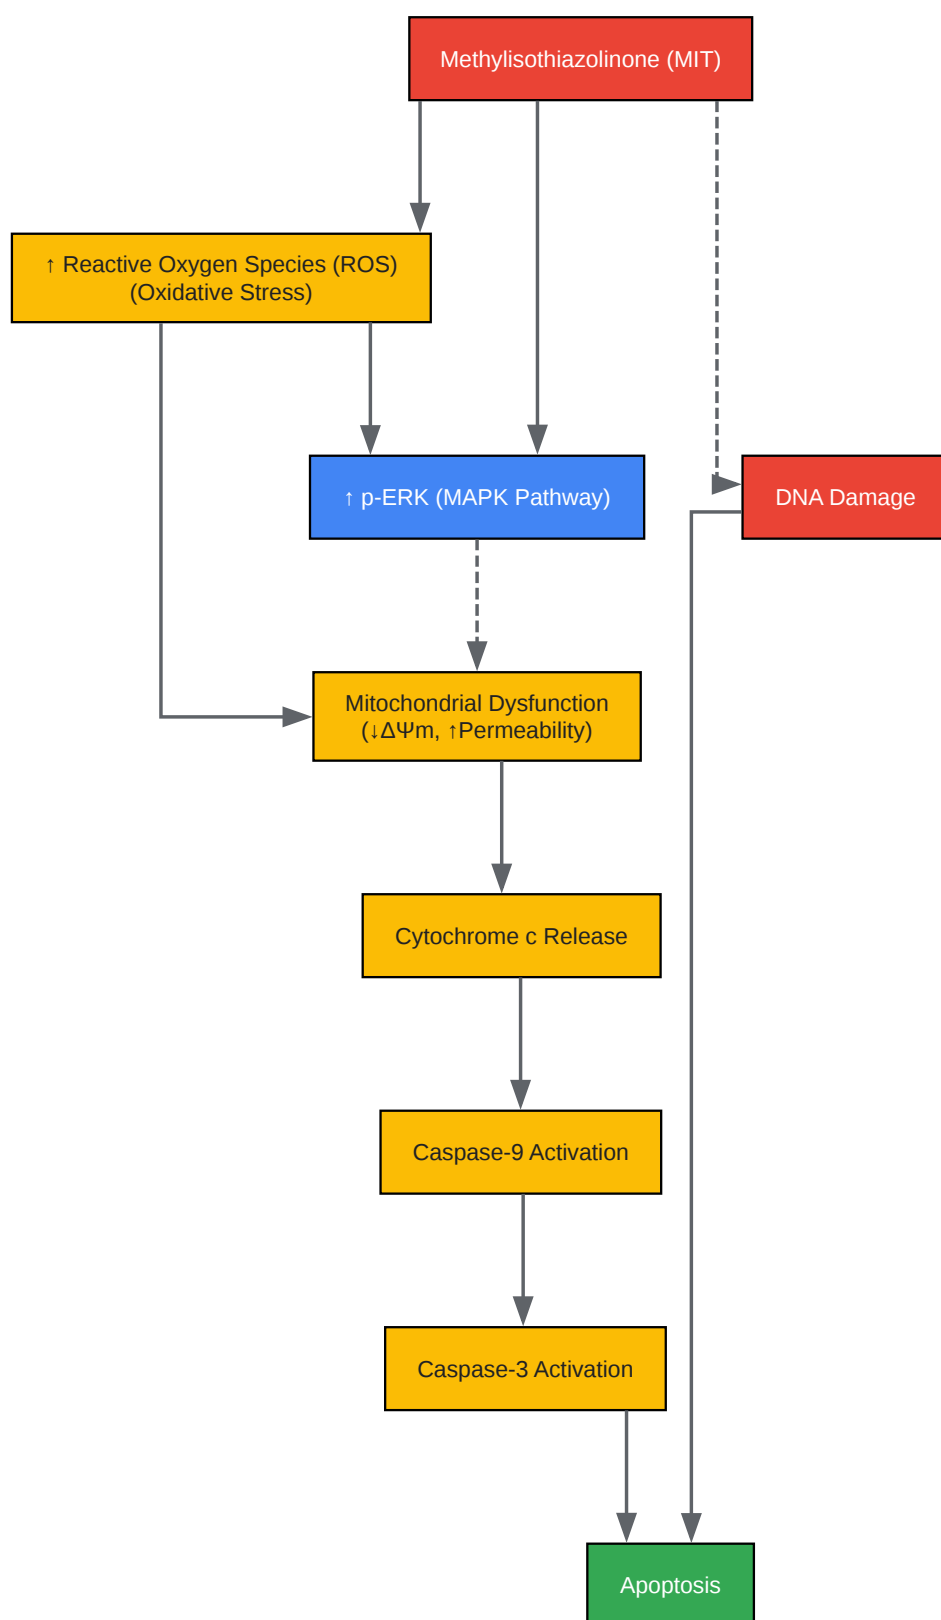 Methylisothiazolinone (MIT)
↑ Reactive Oxygen Species (ROS)
(Oxidative Stress)
↑ p-ERK (MAPK Pathway)
DNA Damage
Mitochondrial Dysfunction
(↓ΔΨm, ↑Permeability)
Cytochrome c Release
Caspase-9 Activation
Caspase-3 Activation
Apoptosis